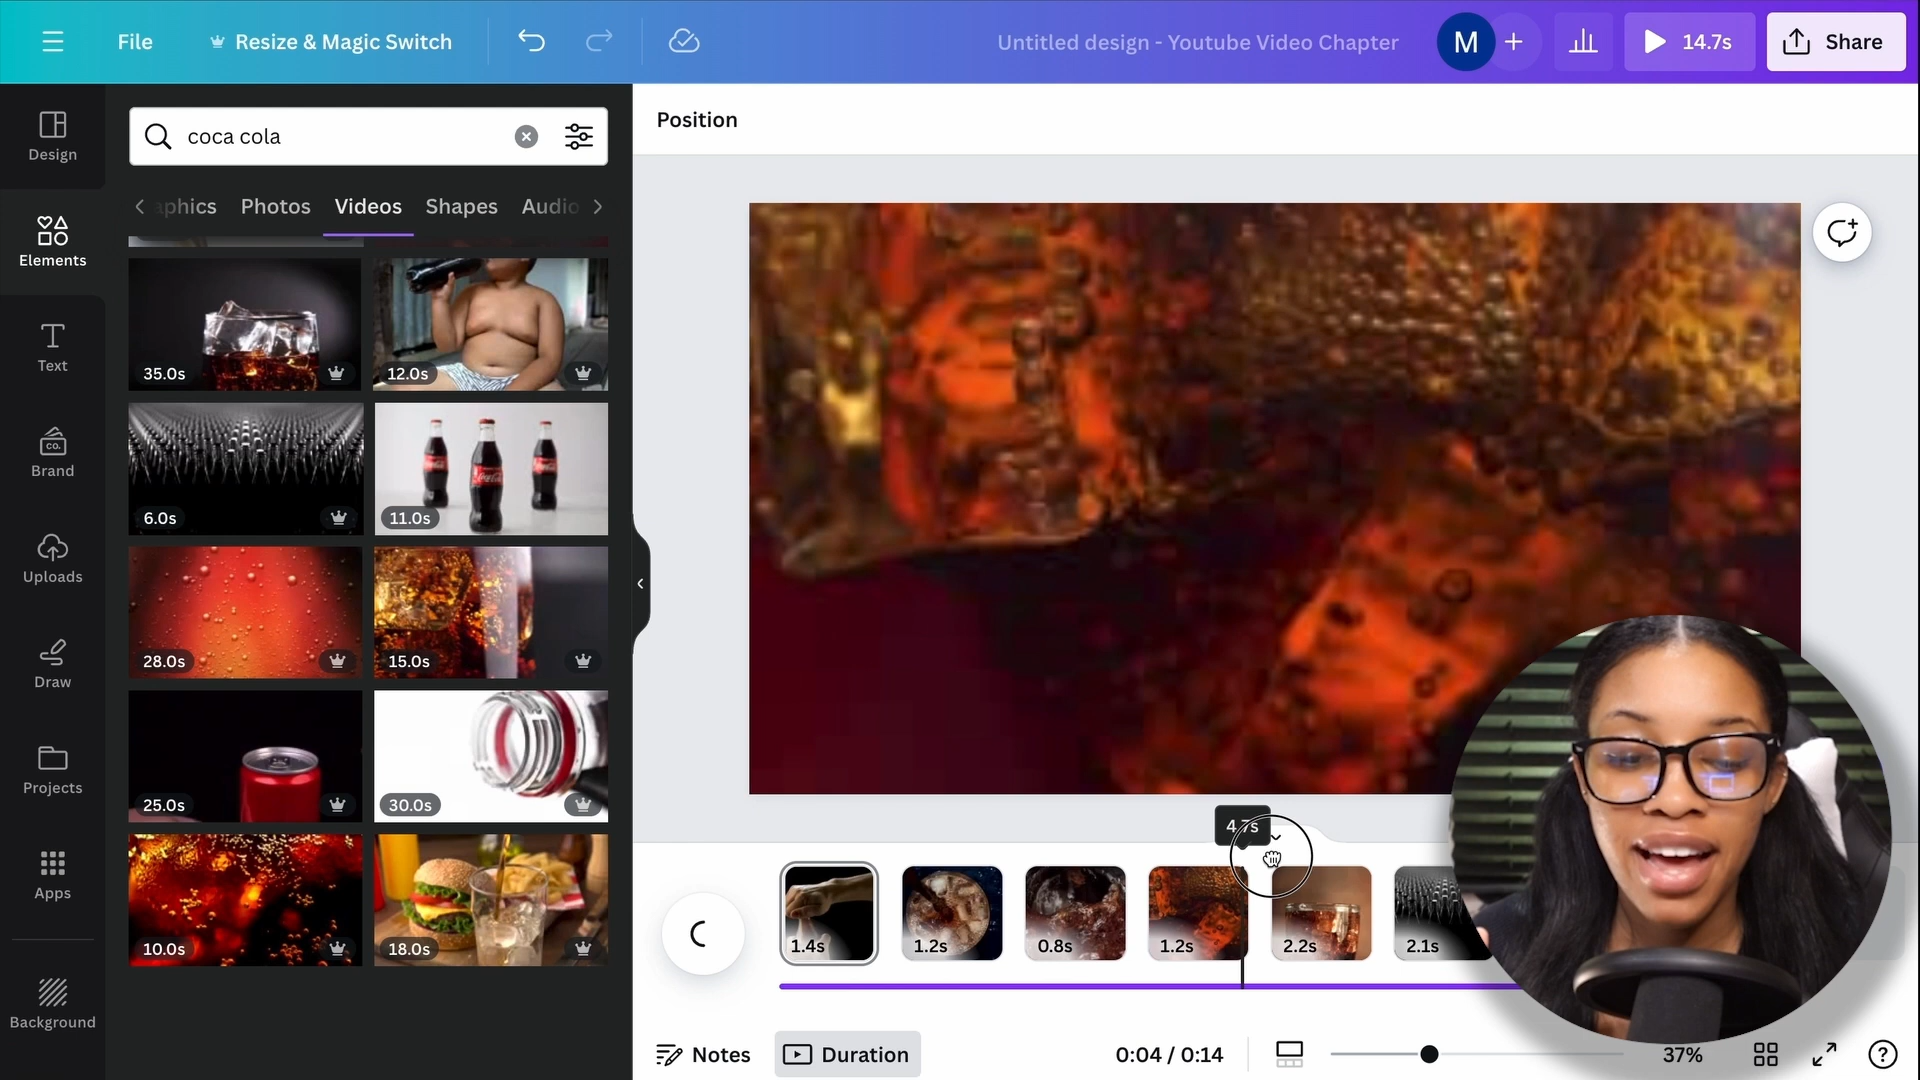 File
Resize & Magic Switch
Untitled design - Youtube Video Chapter
M
14.7s
Share
Design
Elements
Text
Brand
CO.
Uploads
Draw
Projects
Apps
Background
coca cola
aphics
Photos
Videos
Shapes
Audio
35.0s
12.0s
6.0s
11.0s
28.0s
15.0s
25.0s
30.0s
10.0s
18.0s
Position
1.4s
1.2s
0.8s
1.2s
2.2s
2.1s
Notes
Duration
0:04 / 0:14
37%